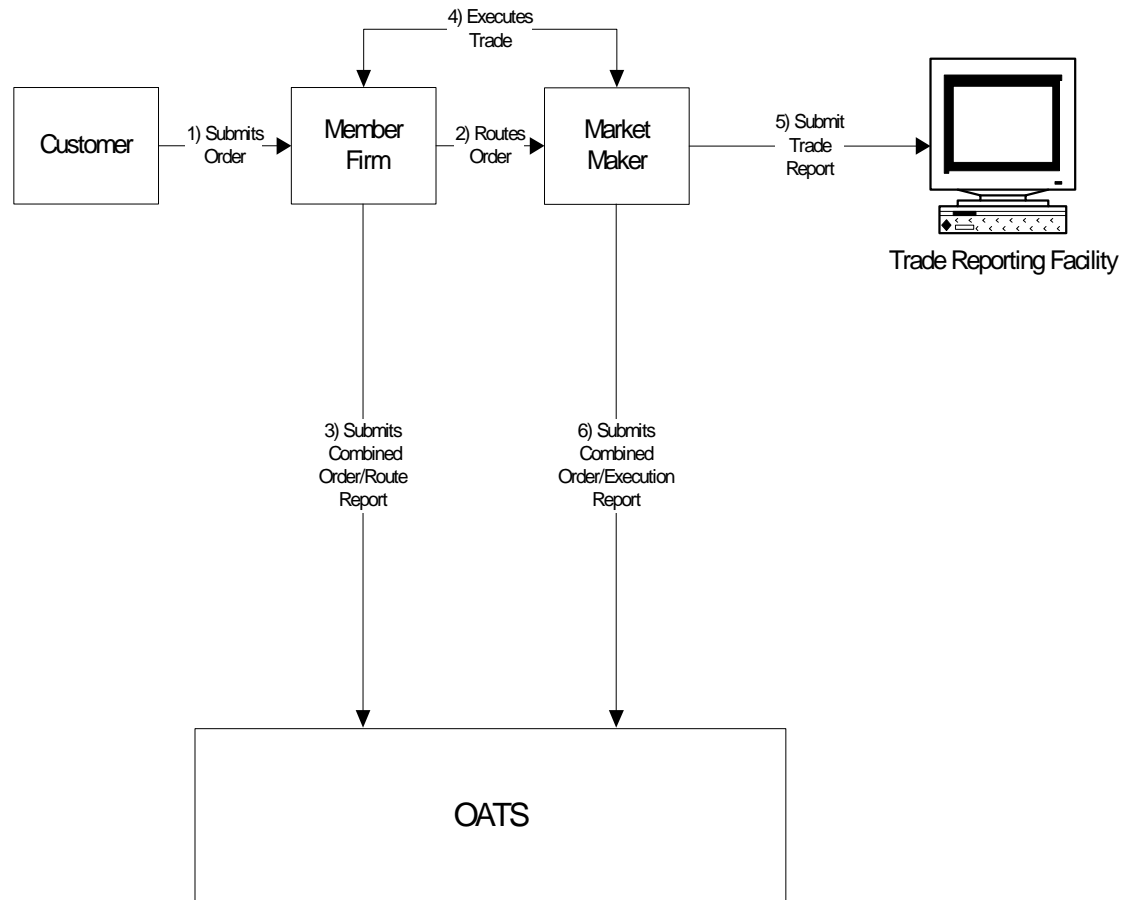 4) Executes
Trade
Customer
1) Submits
Order
Member
Firm
2) Routes
Order
Market
Maker
5) Submit
Trade
Report
Trade Reporting Facility
3) Submits
Combined
Order/Route
Report
6) Submits
Combined
Order/Execution
Report
OATS